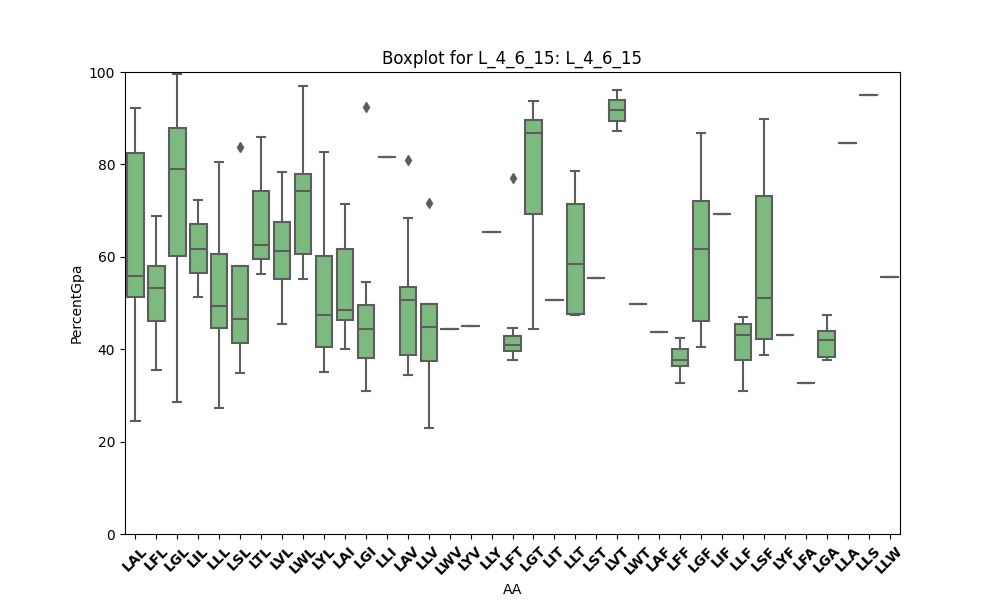 Boxplot for L_4_6_15: L_4_6_15
PercentGpa
100
80
60
40
20
0
LAL LFL LGL LIL LLL LSL LTL LVL LWL LYL LAI LGI LLI LAV LLV LWV LYV LLY LFT LGT LIT LLT LST LVT LWT LAF LFF LGF LIF LLF LSF LYF LFA LGA LLA LLS LLW
AA